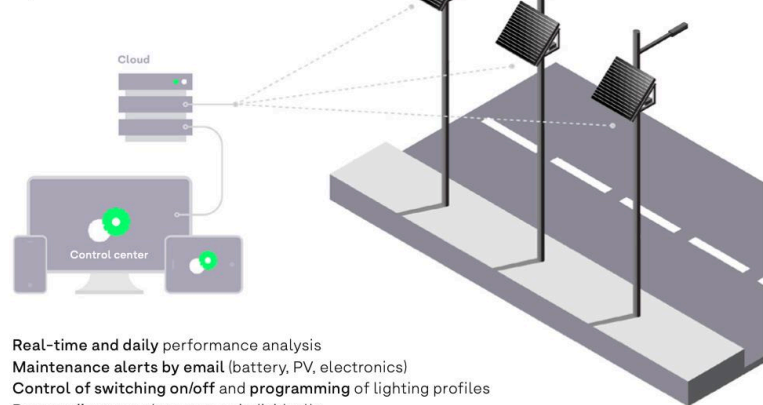 Cloud
Control center
Real-time and daily performance analysis
Maintenance alerts by email (battery, PV, electronics)
Control of switching on/off and programming of lighting profiles